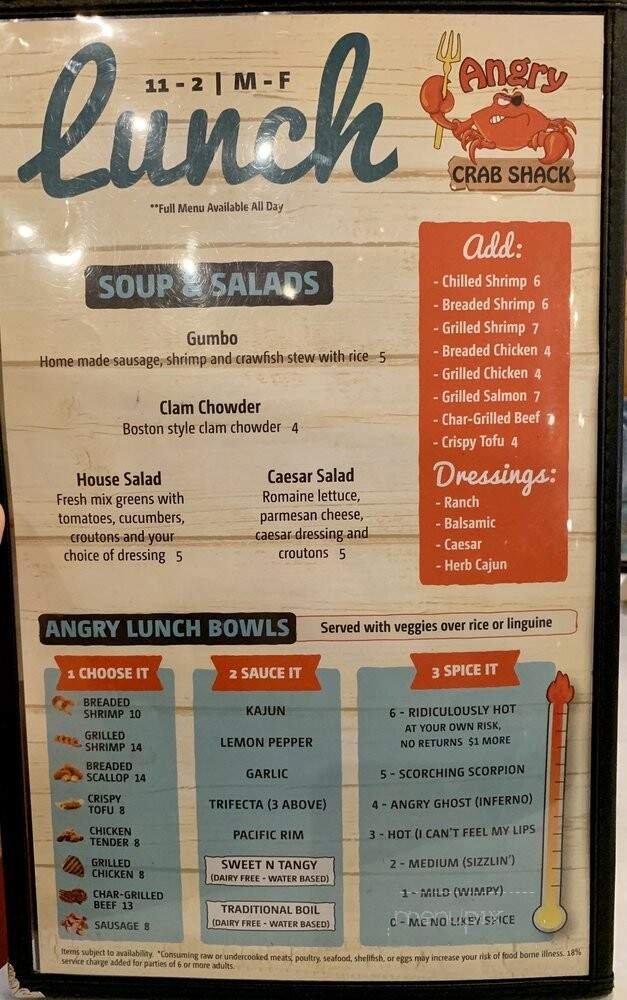 11 - 2 | M - F
Lunch
Angry
CRAB SHACK
**Full Menu Available All Day
SOUP & SALADS
Gumbo
Home made sausage, shrimp and crawfish stew with rice 5
Clam Chowder
Boston style clam chowder 4
House Salad
Fresh mix greens with
tomatoes, cucumbers,
croutons and your
choice of dressing 5
Caesar Salad
Romaine lettuce,
parmesan cheese,
caesar dressing and
croutons 5
Add:
- Chilled Shrimp 6
- Breaded Shrimp 6
- Grilled Shrimp 7
- Breaded Chicken 4
- Grilled Chicken 4
- Grilled Salmon 7
- Char-Grilled Beef
- Crispy Tofu 4
Dressings:
- Ranch
- Balsamic
- Caesar
- Herb Cajun
ANGRY LUNCH BOWLS
Served with veggies over rice or linguine
1 CHOOSE IT
BREADED
SHRIMP 10
GRILLED
SHRIMP 14
BREADED
SCALLOP 14
CRISPY
TOFU 8
CHICKEN
TENDER 8
GRILLED
CHICKEN 8
CHAR-GRILLED
BEEF 13
SAUSAGE 8
2 SAUCE IT
KAJUN
LEMON PEPPER
GARLIC
TRIFECTA (3 ABOVE)
PACIFIC RIM
SWEET N TANGY
(DAIRY FREE - WATER BASED)
TRADITIONAL BOIL
(DAIRY FREE - WATER BASED)
3 SPICE IT
6 - RIDICULOUSLY HOT
AT YOUR OWN RISK,
NO RETURNS $1 MORE
5 - SCORCHING SCORPION
4 - ANGRY GHOST (INFERNO)
3 - HOT (I CAN'T FEEL MY LIPS
2 - MEDIUM (SIZZLIN')
1 - MILD (WIMPY)
0 - ME NO LIKEY SPICE
Items subject to availability. *Consuming raw or undercooked meats, poultry, seafood, shellfish, or eggs may increase your risk of food borne illness. 18%
service charge added for parties of 6 or more adults.